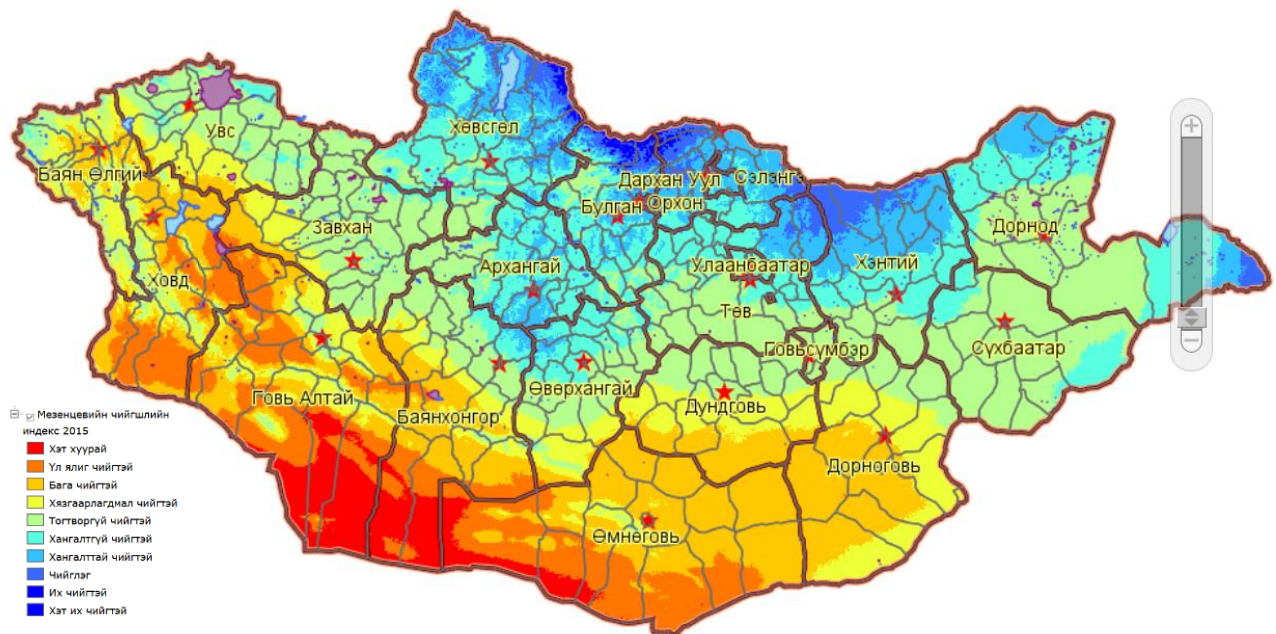 Увс
Хөвсгөл
Баян Өлгий
Дархан Уул
Сэлэнгэ
Булган
Орхон
Завхан
Дорнод
Архангай
Улаанбаатар
Хэнтий
Ховд
Төв
Говьсүмбэр
Сүхбаатар
Өвөрхангай
Говь Алтай
Баянхонгор
Дундговь
Дорноговь
Өмнөговь
Мезенцевийн чийгшлийн
индекс 2015
Хэт хуурай
Үл ялиг чийгтэй
Бага чийгтэй
Хязгаарлагдмал чийгтэй
Тогтворгүй чийгтэй
Хангалтгүй чийгтэй
Хангалттай чийгтэй
Чийглэг
Их чийгтэй
Хэт их чийгтэй